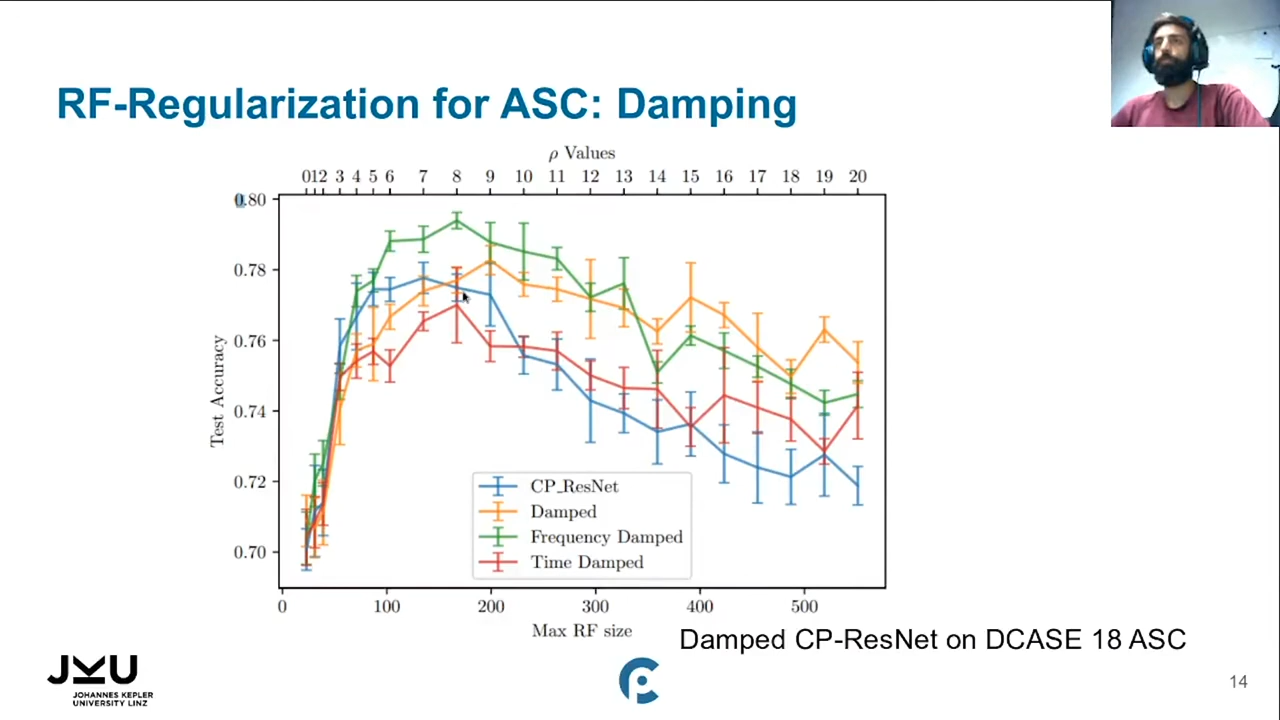 RF-Regularization for ASC: Damping
ρ Values
0 1 2 3 4 5 6 7 8 9 10 11 12 13 14 15 16 17 18 19 20
0.80
0.78
0.76
0.74
0.72
0.70
Test Accuracy
CP_ResNet
Damped
Frequency Damped
Time Damped
0 100 200 300 400 500
Max RF size
Damped CP-ResNet on DCASE 18 ASC
JKU
JOHANNES KEPLER
UNIVERSITY LINZ
14